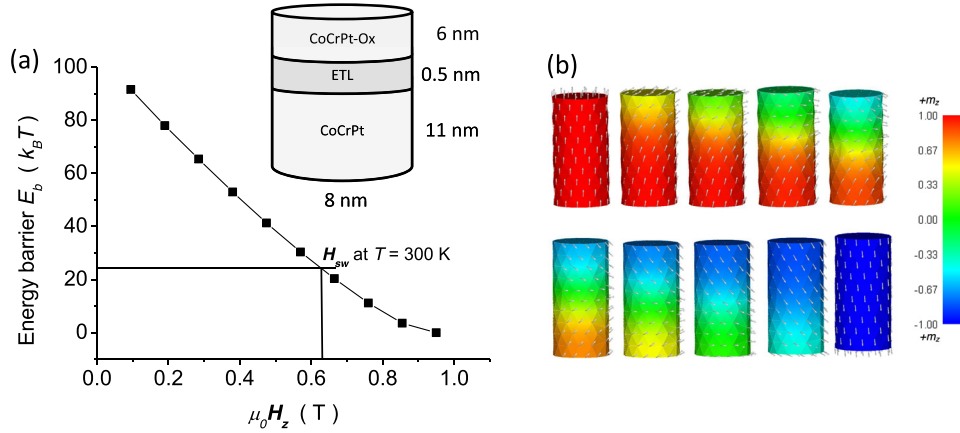 (a)
CoCrPt-Ox
6 nm
ETL
0.5 nm
CoCrPt
11 nm
8 nm
Energy barrier E_b ( k_BT )
100
80
60
40
20
0
H_sw at T = 300 K
0.0
0.2
0.4
0.6
0.8
1.0
μ_0H_z ( T )
(b)
+m_z
1.00
0.67
0.33
0.00
-0.33
-0.67
-1.00
+m_z